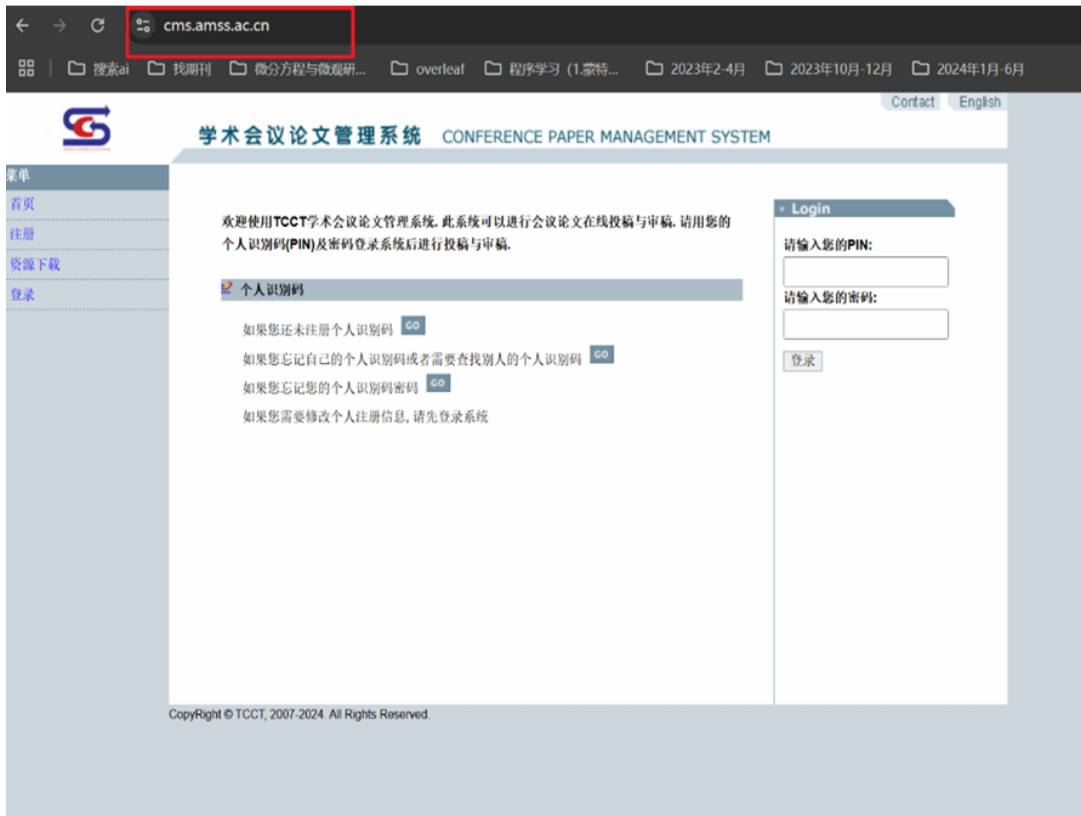 cms.amss.ac.cn
搜索ai 找期刊 微分方程与微观研... overleaf 程序学习 (1.蒙特... 2023年2-4月 2023年10月-12月 2024年1月-6月
Contact English
学术会议论文管理系统 CONFERENCE PAPER MANAGEMENT SYSTEM
菜单
首页
注册
资源下载
登录
欢迎使用TCCT学术会议论文管理系统. 此系统可以进行会议论文在线投稿与审稿. 请用您的
个人识别码(PIN)及密码登录系统后进行投稿与审稿.
个人识别码
如果您还未注册个人识别码 GO
如果您忘记自己的个人识别码或者需要查找别人的个人识别码 GO
如果您忘记您的个人识别码密码 GO
如果您需要修改个人注册信息, 请先登录系统
Login
请输入您的PIN:
请输入您的密码:
登录
CopyRight © TCCT, 2007-2024. All Rights Reserved.